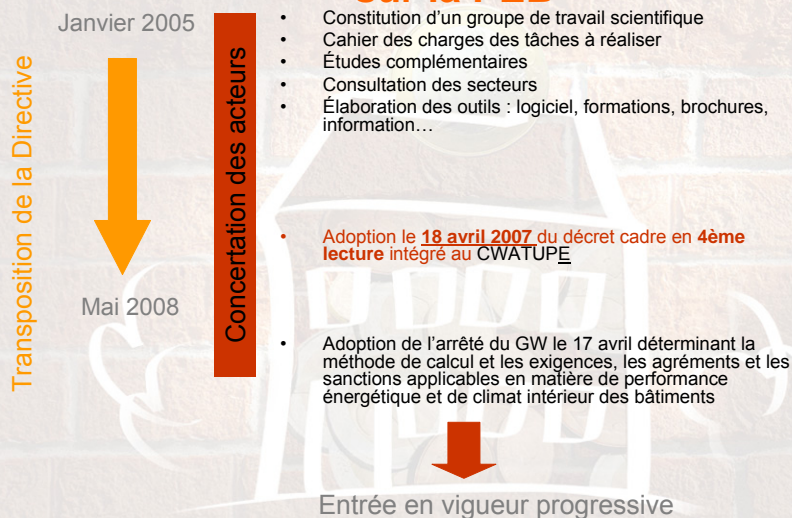 sur la PEB
Janvier 2005
Transposition de la Directive
Mai 2008
Concertation des acteurs
• Constitution d'un groupe de travail scientifique
• Cahier des charges des tâches à réaliser
• Études complémentaires
• Consultation des secteurs
• Élaboration des outils : logiciel, formations, brochures,
information…
• Adoption le 18 avril 2007 du décret cadre en 4ème
lecture intégré au CWATUPE
• Adoption de l'arrêté du GW le 17 avril déterminant la
méthode de calcul et les exigences, les agréments et les
sanctions applicables en matière de performance
énergétique et de climat intérieur des bâtiments
Entrée en vigueur progressive